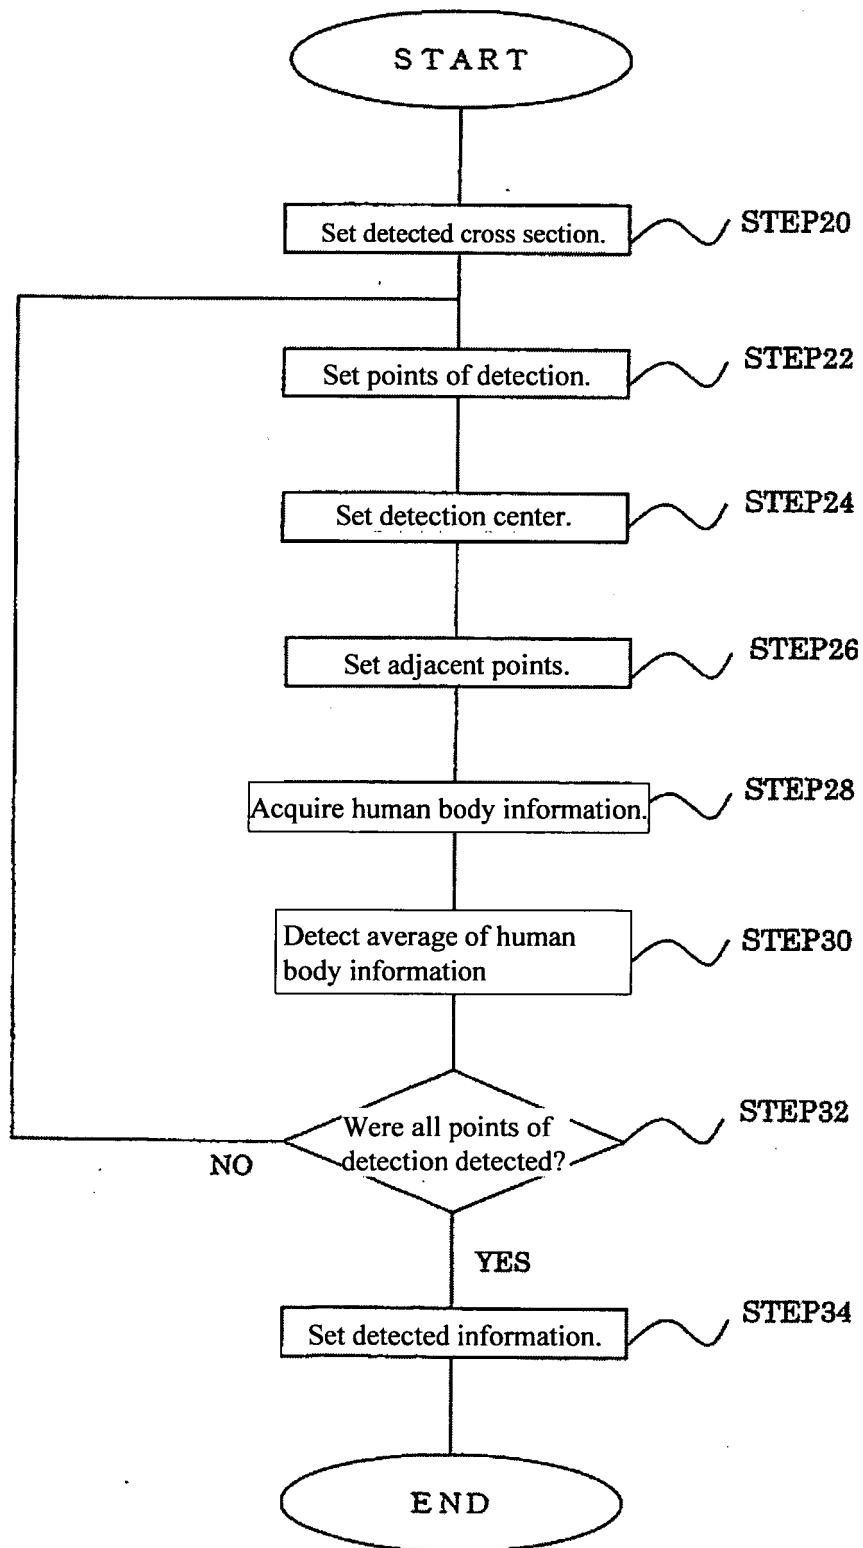 START
Set detected cross section.
STEP20
Set points of detection.
STEP22
Set detection center.
STEP24
Set adjacent points.
STEP26
Acquire human body information.
STEP28
Detect average of human
body information
STEP30
Were all points of
detection detected?
STEP32
NO
YES
Set detected information.
STEP34
END